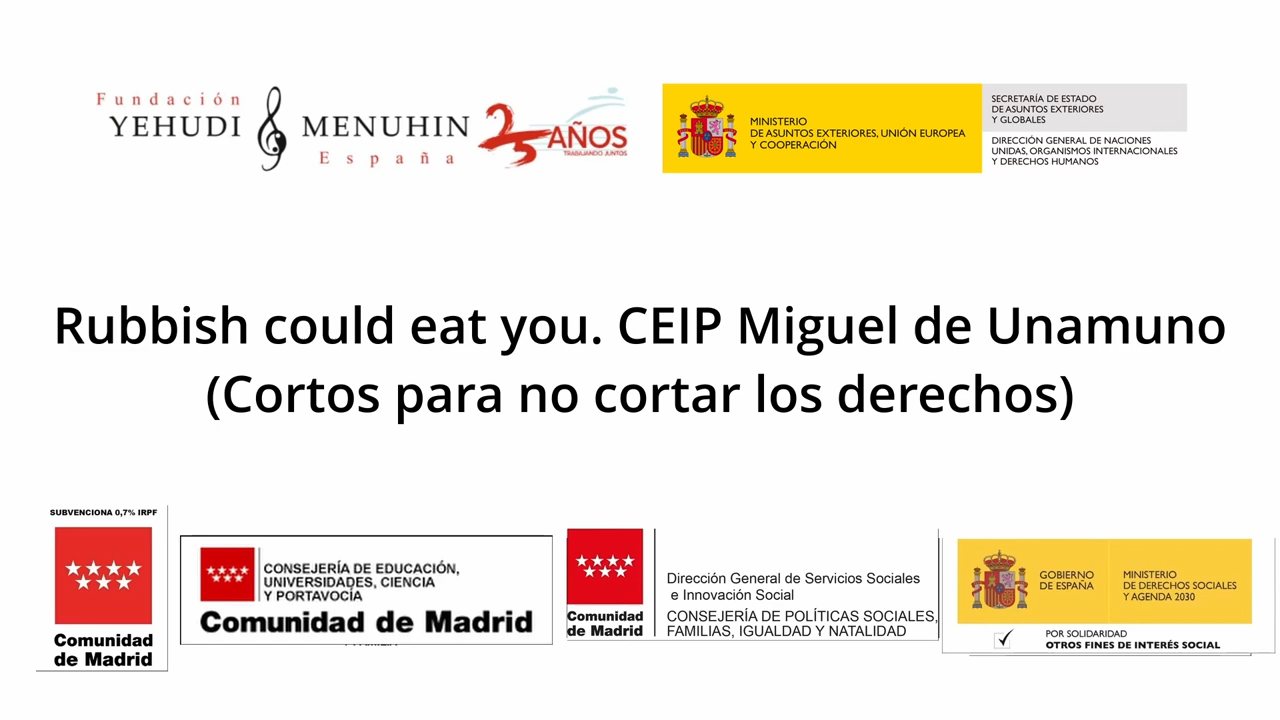 Fundación
YEHUDI MENUHIN
España
25 AÑOS
TRABAJANDO JUNTOS
MINISTERIO
DE ASUNTOS EXTERIORES, UNIÓN EUROPEA
Y COOPERACIÓN
SECRETARÍA DE ESTADO
DE ASUNTOS EXTERIORES
Y GLOBALES
DIRECCIÓN GENERAL DE NACIONES
UNIDAS, ORGANISMOS INTERNACIONALES
Y DERECHOS HUMANOS
Rubbish could eat you. CEIP Miguel de Unamuno
(Cortos para no cortar los derechos)
SUBVENCIONA 0,7% IRPF
Comunidad
de Madrid
CONSEJERÍA DE EDUCACIÓN,
UNIVERSIDADES, CIENCIA
Y PORTAVOCÍA
Comunidad de Madrid
Comunidad
de Madrid
Dirección General de Servicios Sociales
e Innovación Social
CONSEJERÍA DE POLÍTICAS SOCIALES,
FAMILIAS, IGUALDAD Y NATALIDAD
GOBIERNO
DE ESPAÑA
MINISTERIO
DE DERECHOS SOCIALES
Y AGENDA 2030
POR SOLIDARIDAD
OTROS FINES DE INTERÉS SOCIAL